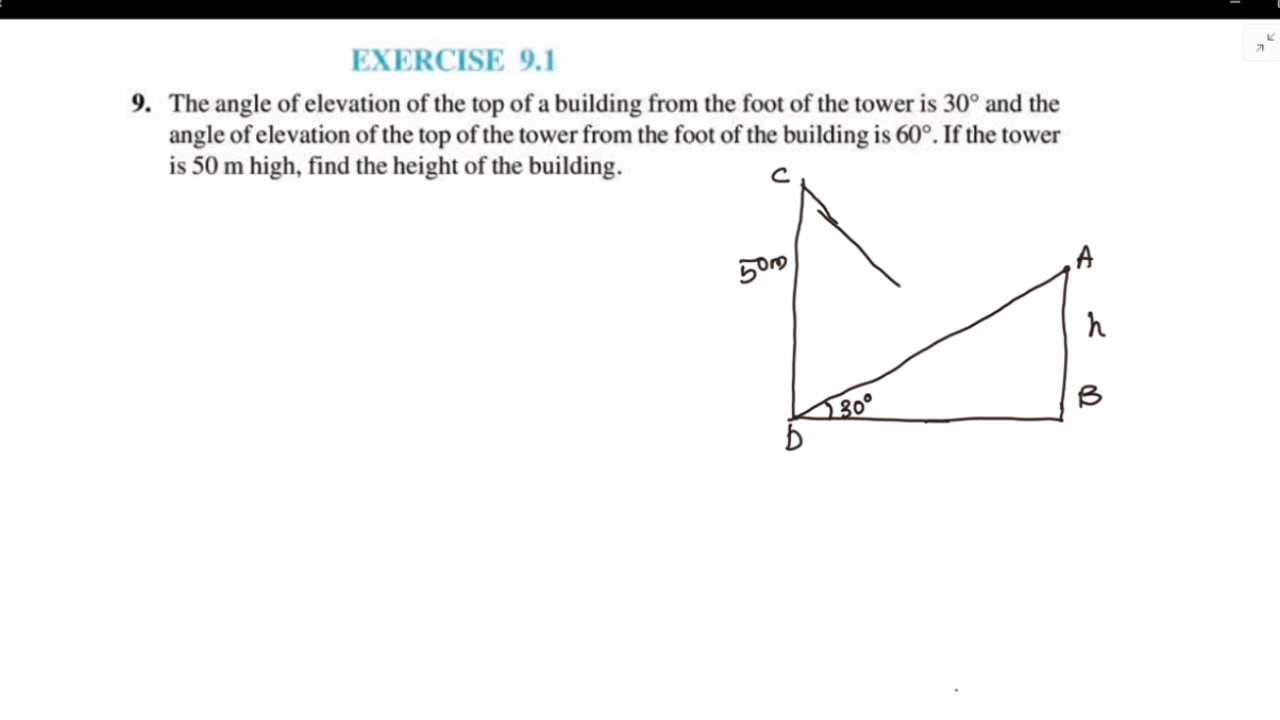 EXERCISE 9.1
9. The angle of elevation of the top of a building from the foot of the tower is 30° and the
angle of elevation of the top of the tower from the foot of the building is 60°. If the tower
is 50 m high, find the height of the building.
C
50m
A
h
30°
B
D